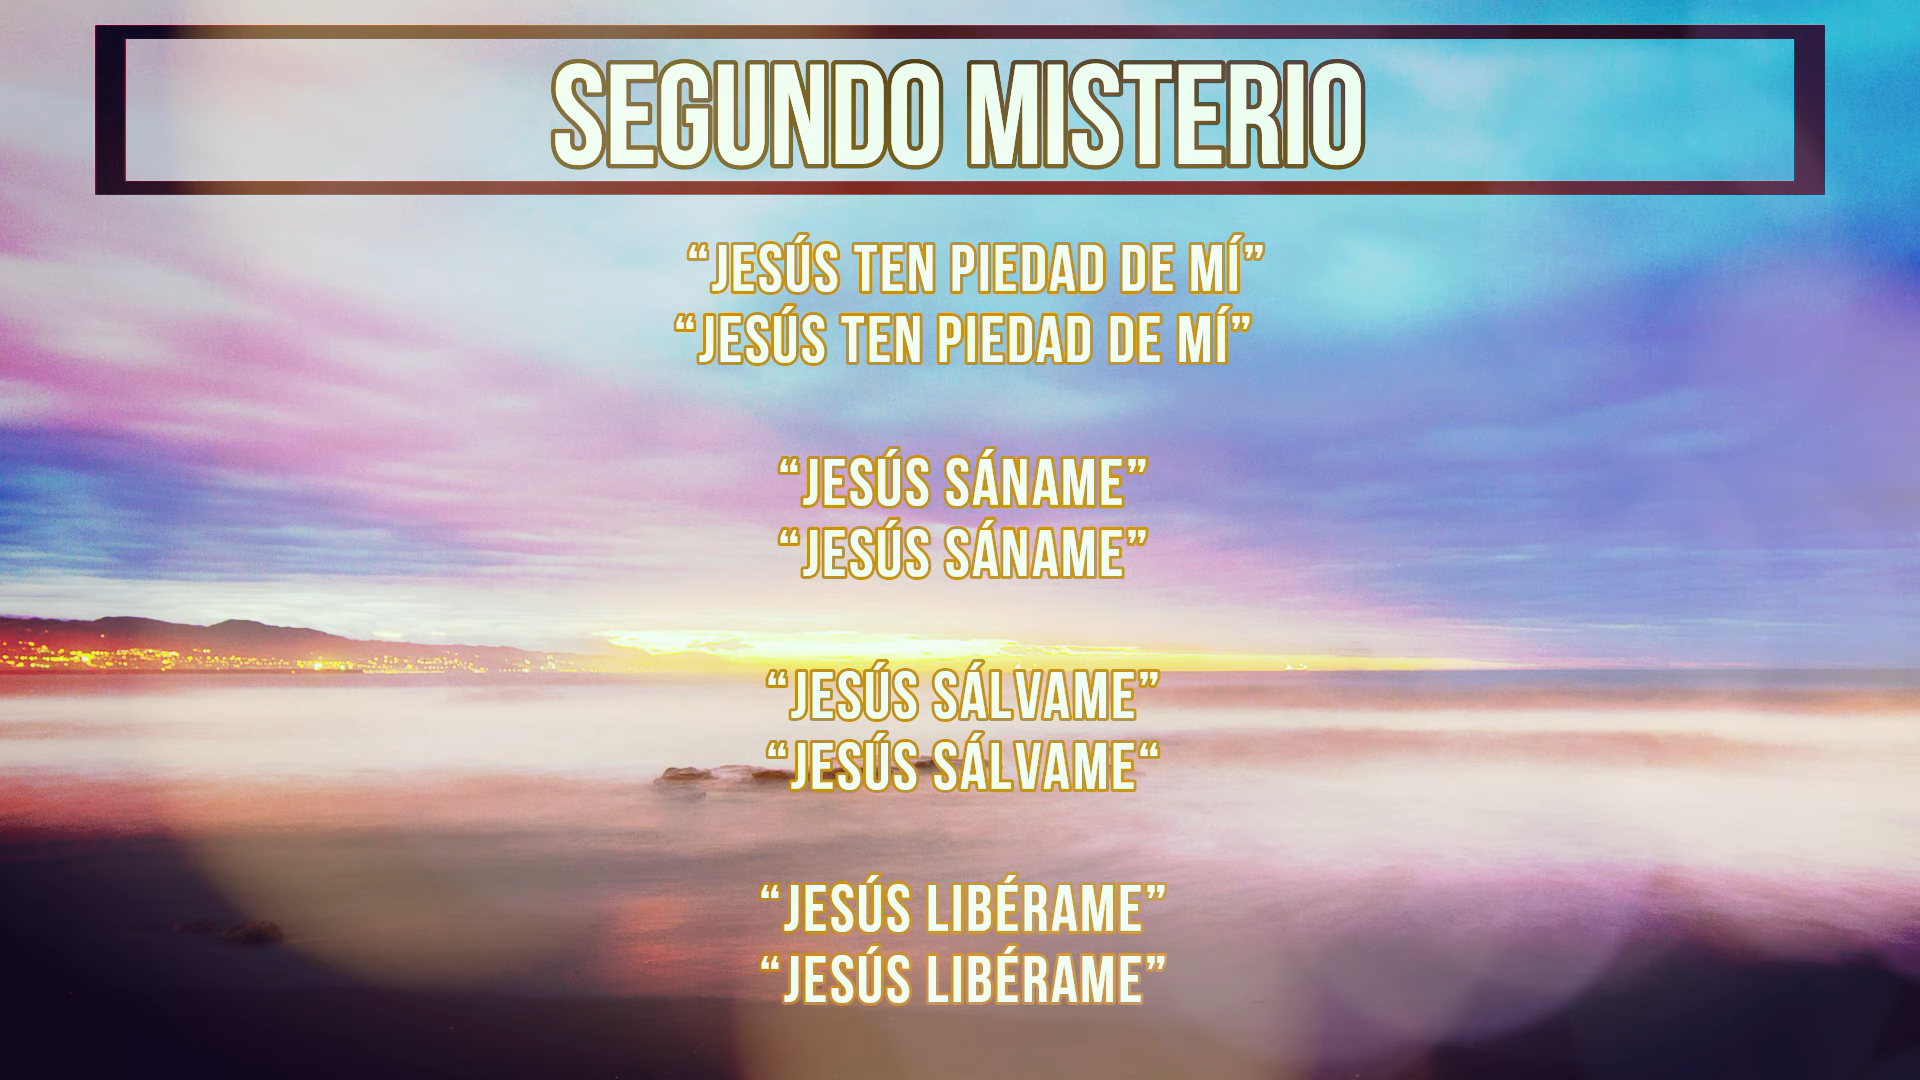 SEGUNDO MISTERIO
“JESÚS TEN PIEDAD DE MÍ”
“JESÚS TEN PIEDAD DE MÍ”
“JESÚS SÁNAME”
“JESÚS SÁNAME”
“JESÚS SÁLVAME”
“JESÚS SÁLVAME“
“JESÚS LIBÉRAME”
“JESÚS LIBÉRAME”